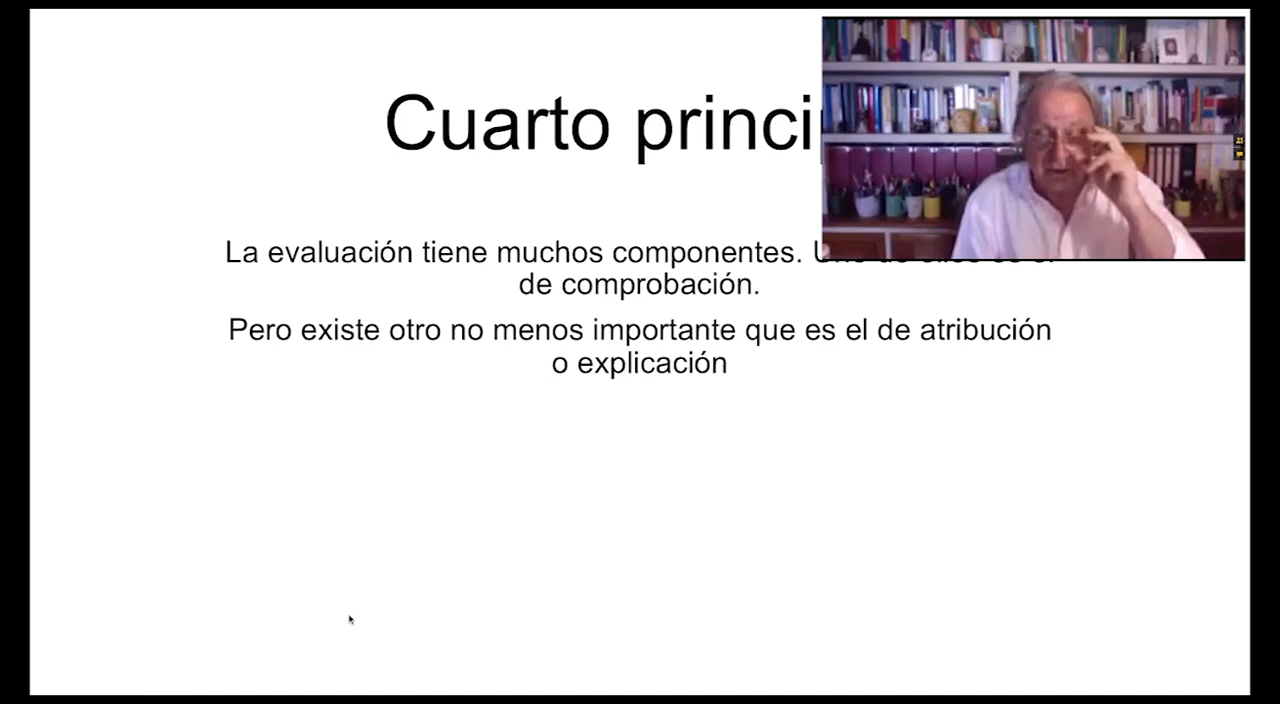 Cuarto princi
La evaluación tiene muchos componentes.
de comprobación.
Pero existe otro no menos importante que es el de atribución
o explicación